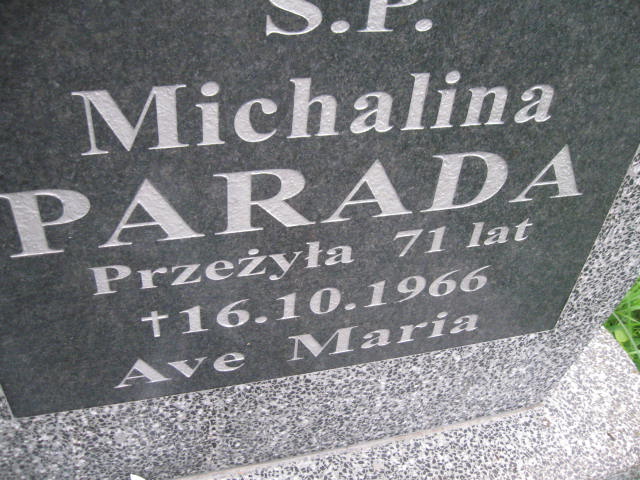 S.P.
Michalina
PARADA
Przeżyła 71 lat
†16.10.1966
Ave Maria